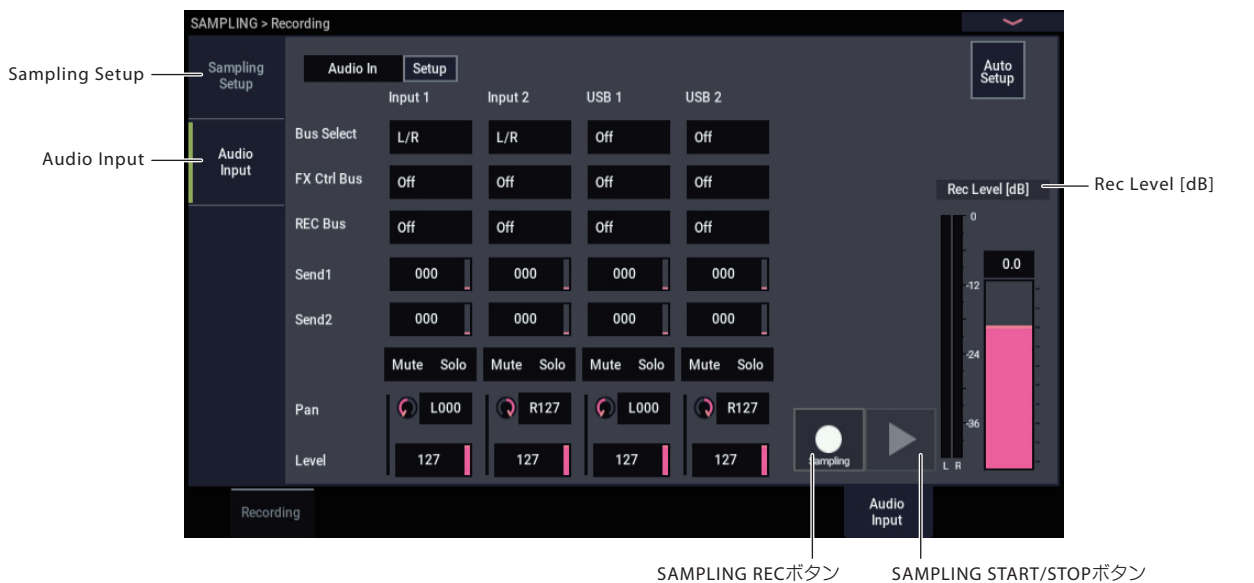 SAMPLING > Recording
Sampling Setup
Audio Input
Sampling
Setup
Audio
Input
Audio In Setup
Auto
Setup
Input 1 Input 2 USB 1 USB 2
Bus Select L/R L/R Off Off
FX Ctrl Bus Off Off Off Off
REC Bus Off Off Off Off
Send1 000 000 000 000
Send2 000 000 000 000
Mute Solo Mute Solo Mute Solo Mute Solo
Pan L000 R127 L000 R127
Level 127 127 127 127
Rec Level [dB]
Rec Level [dB]
0
-12
-24
-36
L R
0.0
Sampling
Recording
Audio
Input
SAMPLING RECボタン
SAMPLING START/STOPボタン